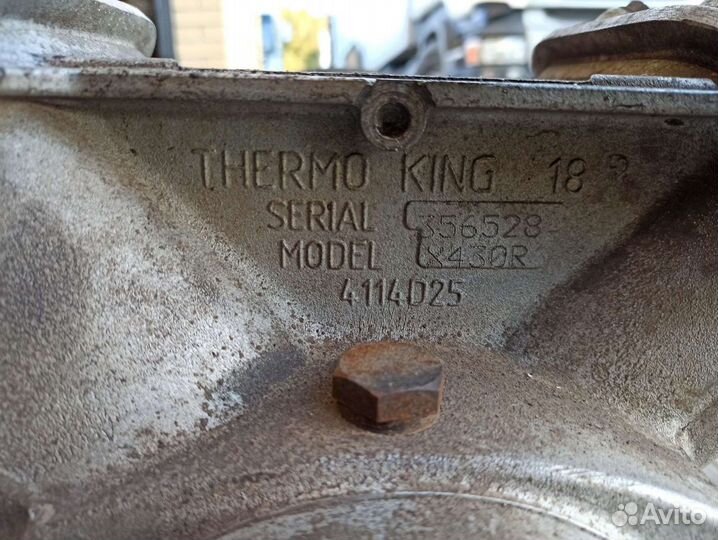 THERMO KING 18
SERIAL 356528
MODEL X430R
4114D25
Avito